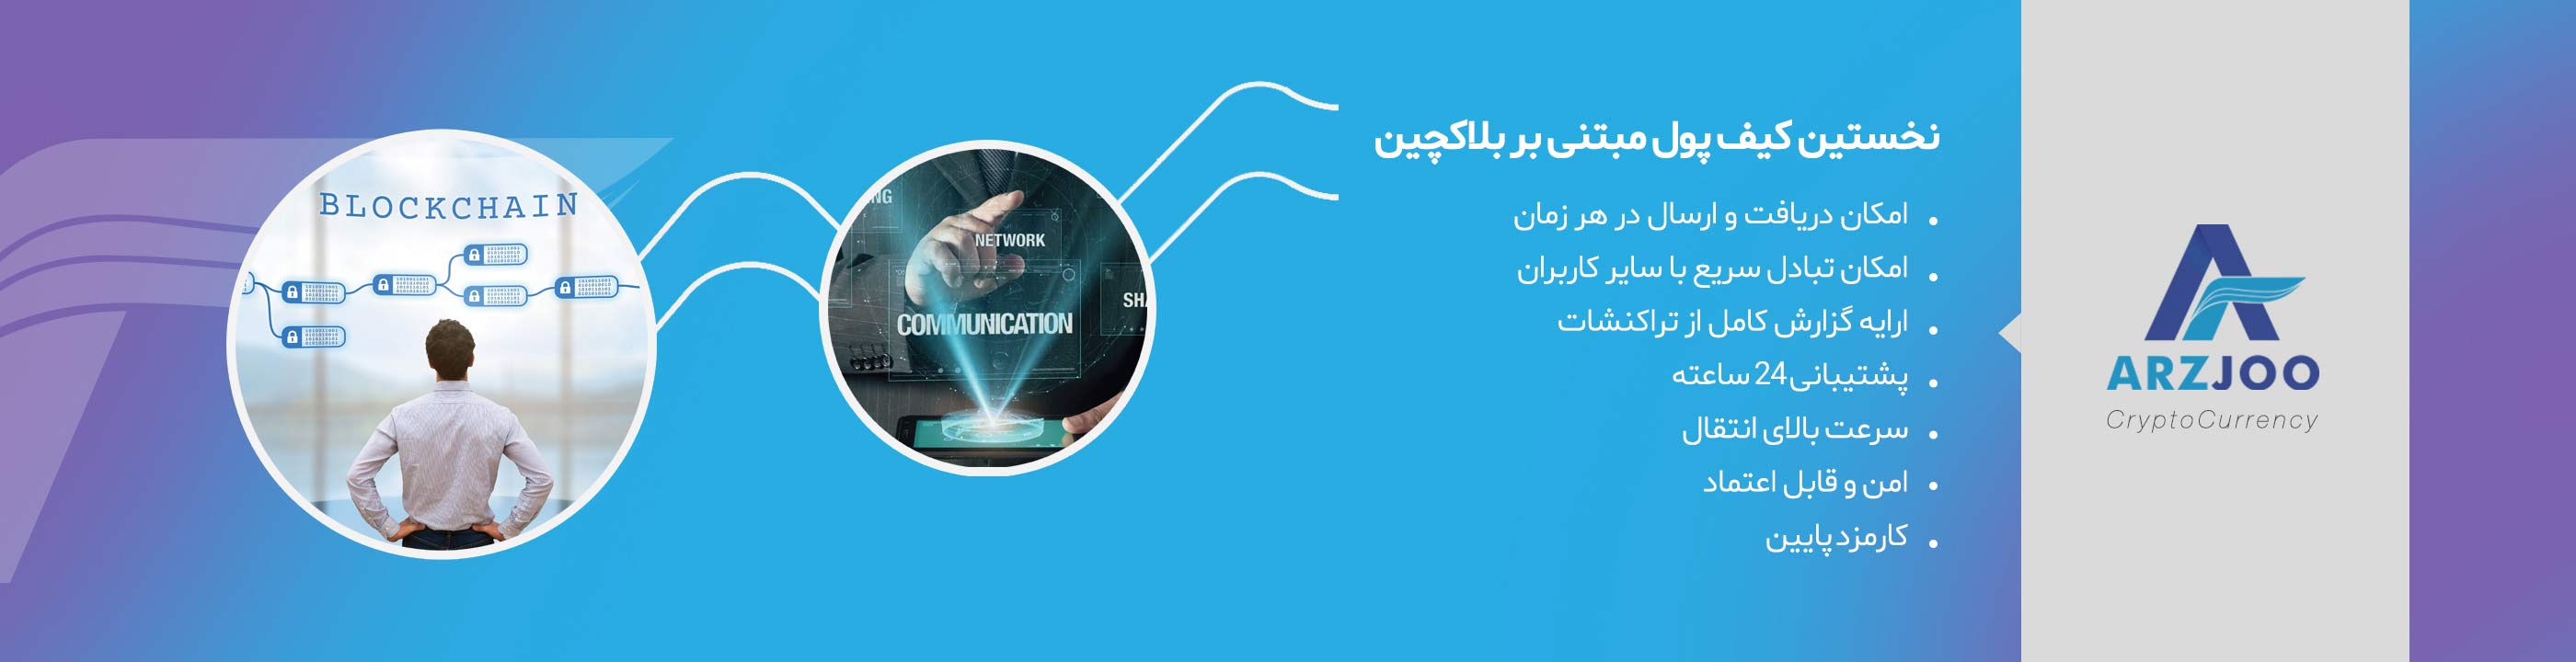 نخستین کیف پول مبتنی بر بلاکچین
• امکان دریافت و ارسال در هر زمان
• امکان تبادل سریع با سایر کاربران
• ارایه گزارش کامل از تراکنشات
• پشتیبانی 24 ساعته
• سرعت بالای انتقال
• امن و قابل اعتماد
• کارمزد پایین
ARZJOO
CryptoCurrency
NETWORK
COMMUNICATION
BLOCKCHAIN